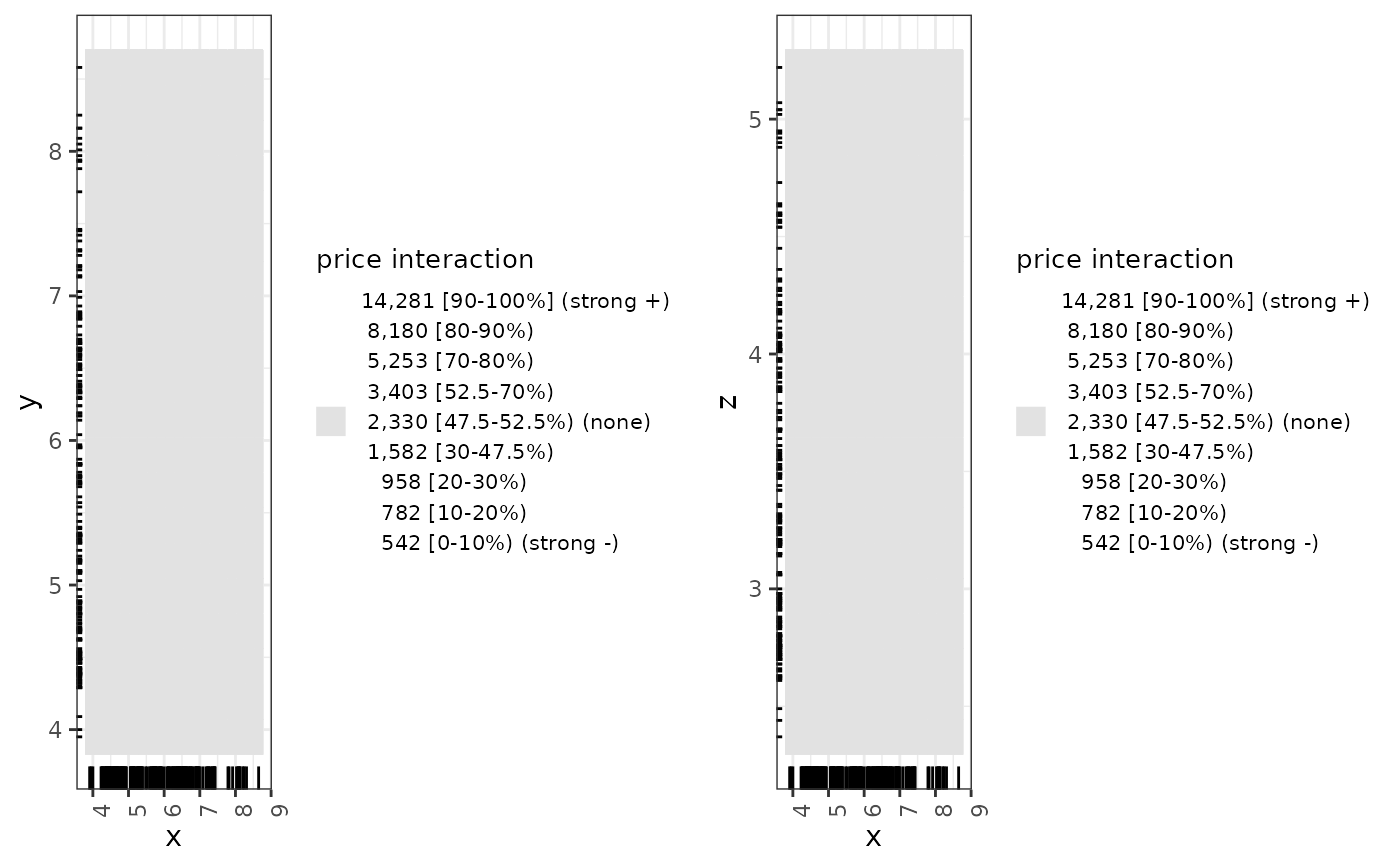 8
7
6
5
4
y
4 5 6 7 8 9
x
price interaction
14,281 [90-100%] (strong +)
8,180 [80-90%)
5,253 [70-80%)
3,403 [52.5-70%)
2,330 [47.5-52.5%) (none)
1,582 [30-47.5%)
958 [20-30%)
782 [10-20%)
542 [0-10%) (strong -)
5
4
3
z
4 5 6 7 8 9
x
price interaction
14,281 [90-100%] (strong +)
8,180 [80-90%)
5,253 [70-80%)
3,403 [52.5-70%)
2,330 [47.5-52.5%) (none)
1,582 [30-47.5%)
958 [20-30%)
782 [10-20%)
542 [0-10%) (strong -)